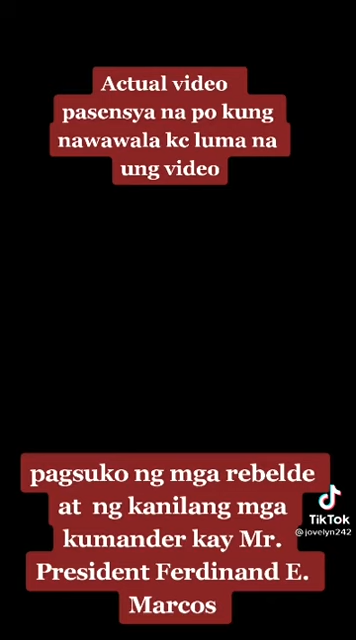 Actual video
pasensya na po kung
nawawala kc luma na
ung video
pagsuko ng mga rebelde
at ng kanilang mga
kumander kay Mr.
President Ferdinand E.
Marcos
TikTok
@jovelyn242